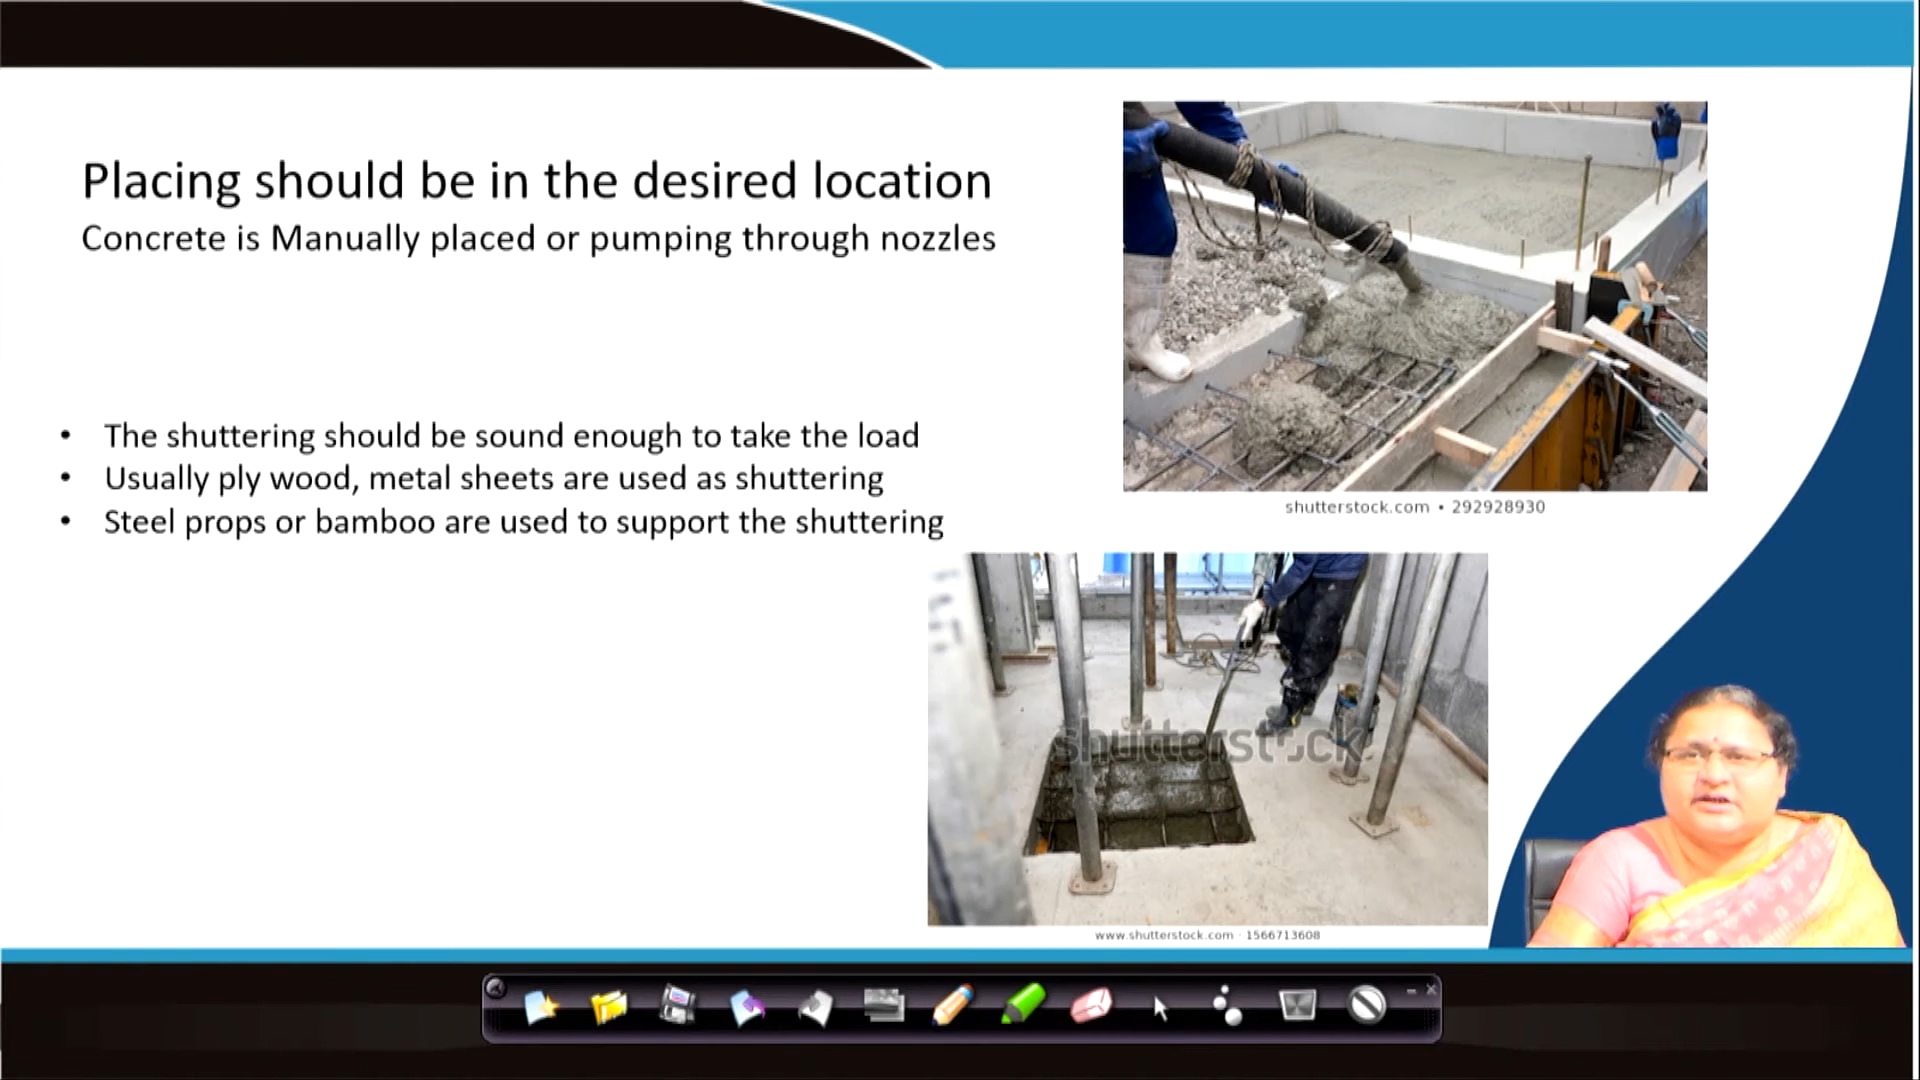 Placing should be in the desired location
Concrete is Manually placed or pumping through nozzles
• The shuttering should be sound enough to take the load
• Usually ply wood, metal sheets are used as shuttering
• Steel props or bamboo are used to support the shuttering
shutterstock.com • 292928930
shutterstock
www.shutterstock.com · 1566713608